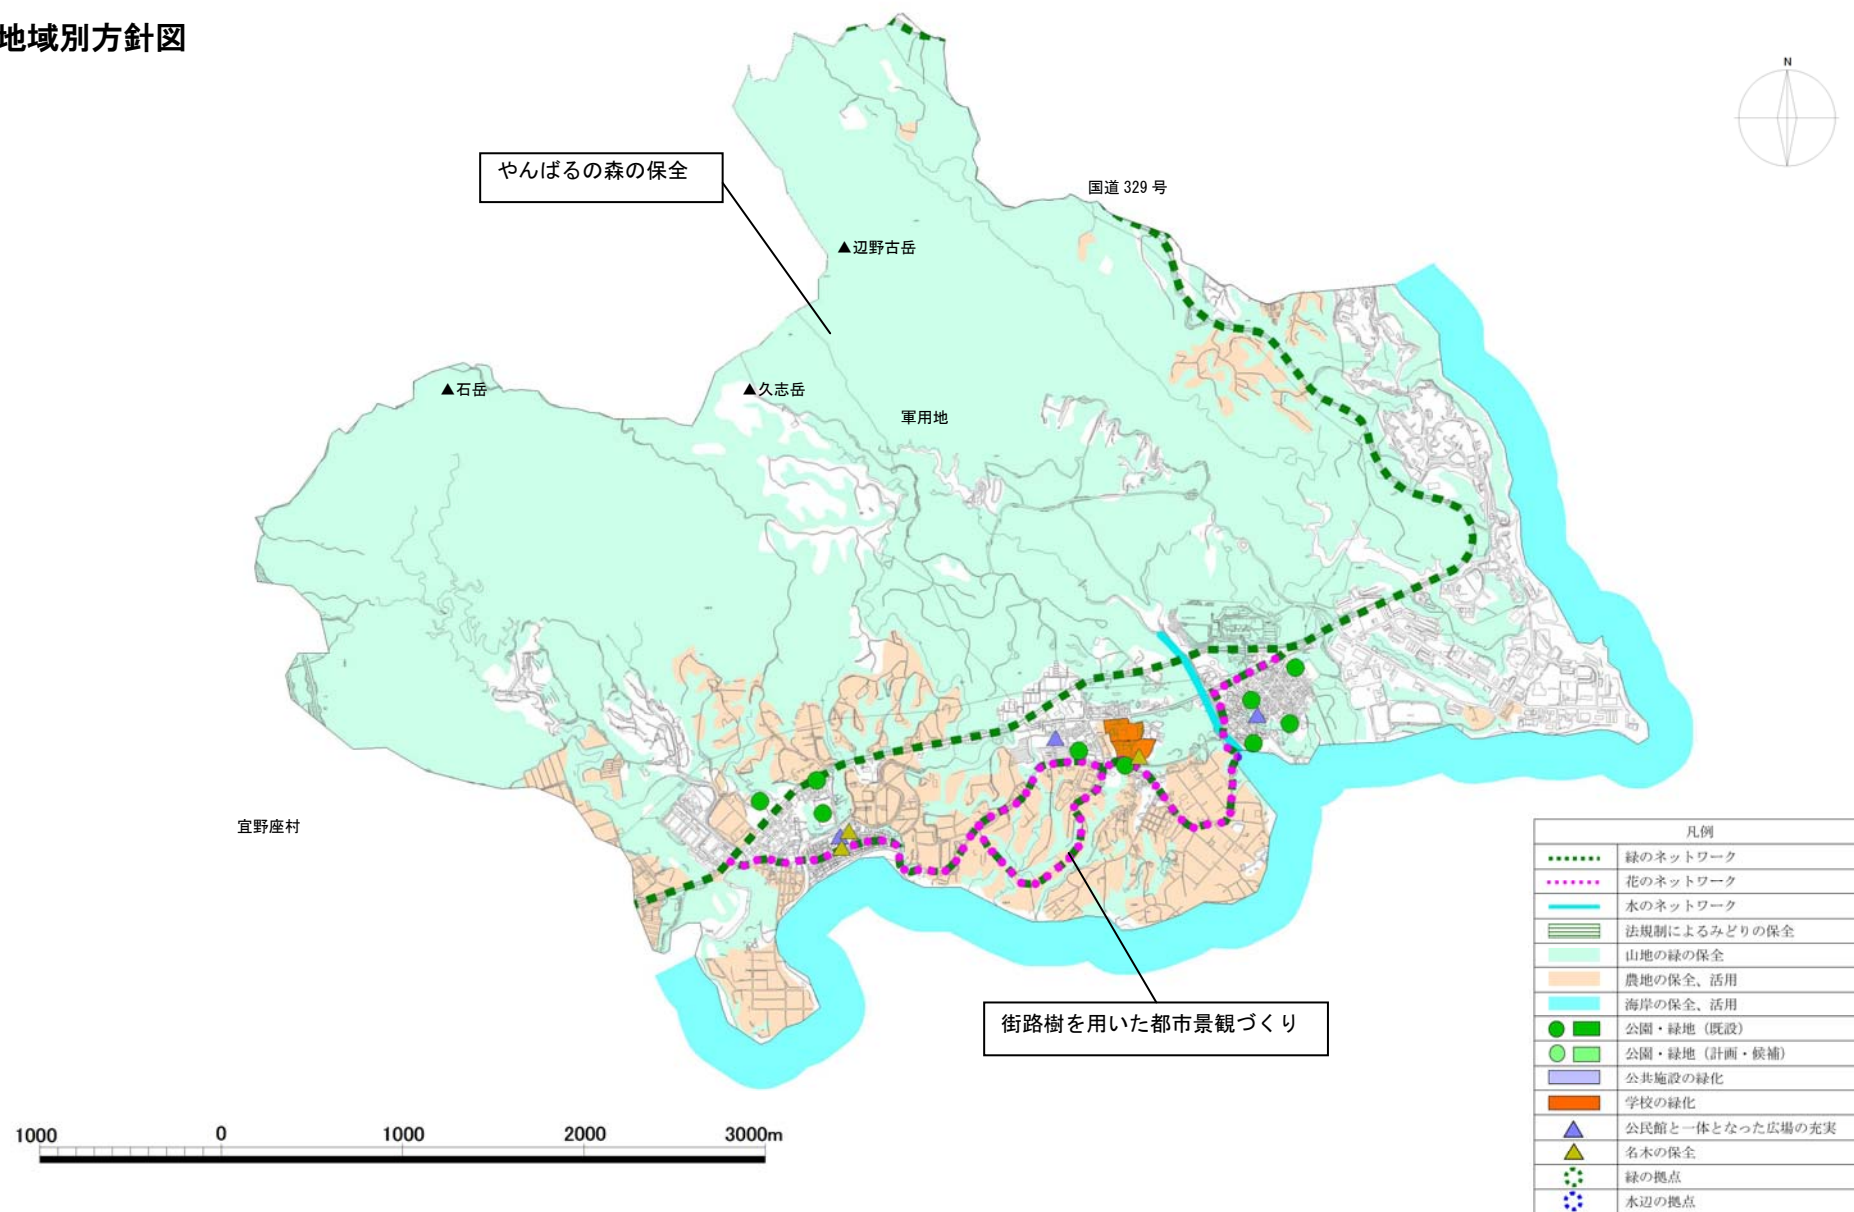 地域別方針図
N
やんばるの森の保全
国道 329 号
▲辺野古岳
▲石岳
▲久志岳
軍用地
宜野座村
街路樹を用いた都市景観づくり
1000 0 1000 2000 3000m
凡例
緑のネットワーク
花のネットワーク
水のネットワーク
法規制によるみどりの保全
山地の緑の保全
農地の保全、活用
海岸の保全、活用
公園・緑地（既設）
公園・緑地（計画・候補）
公共施設の緑化
学校の緑化
公民館と一体となった広場の充実
名木の保全
緑の拠点
水辺の拠点